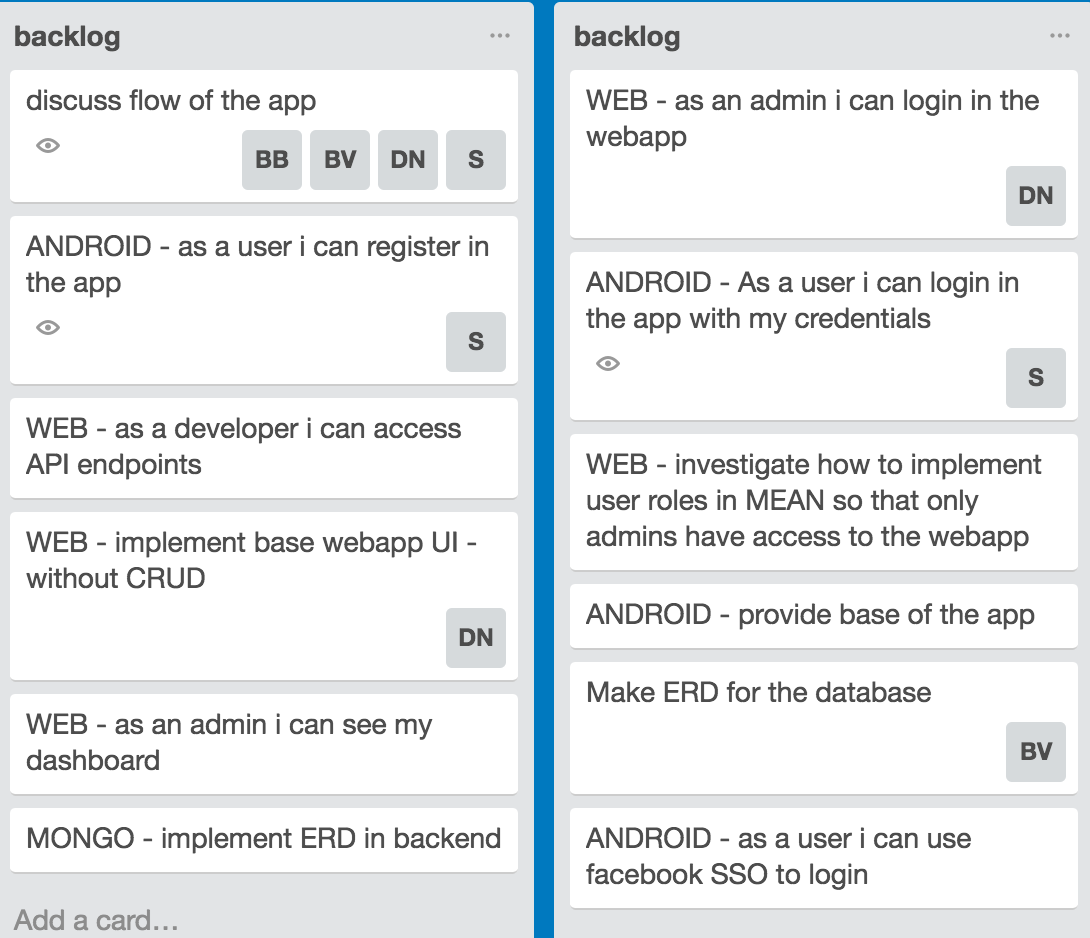 backlog
discuss flow of the app
BB BV DN S
ANDROID - as a user i can register in
the app
S
WEB - as a developer i can access
API endpoints
WEB - implement base webapp UI -
without CRUD
DN
WEB - as an admin i can see my
dashboard
MONGO - implement ERD in backend
Add a card...
backlog
WEB - as an admin i can login in the
webapp
DN
ANDROID - As a user i can login in
the app with my credentials
S
WEB - investigate how to implement
user roles in MEAN so that only
admins have access to the webapp
ANDROID - provide base of the app
Make ERD for the database
BV
ANDROID - as a user i can use
facebook SSO to login